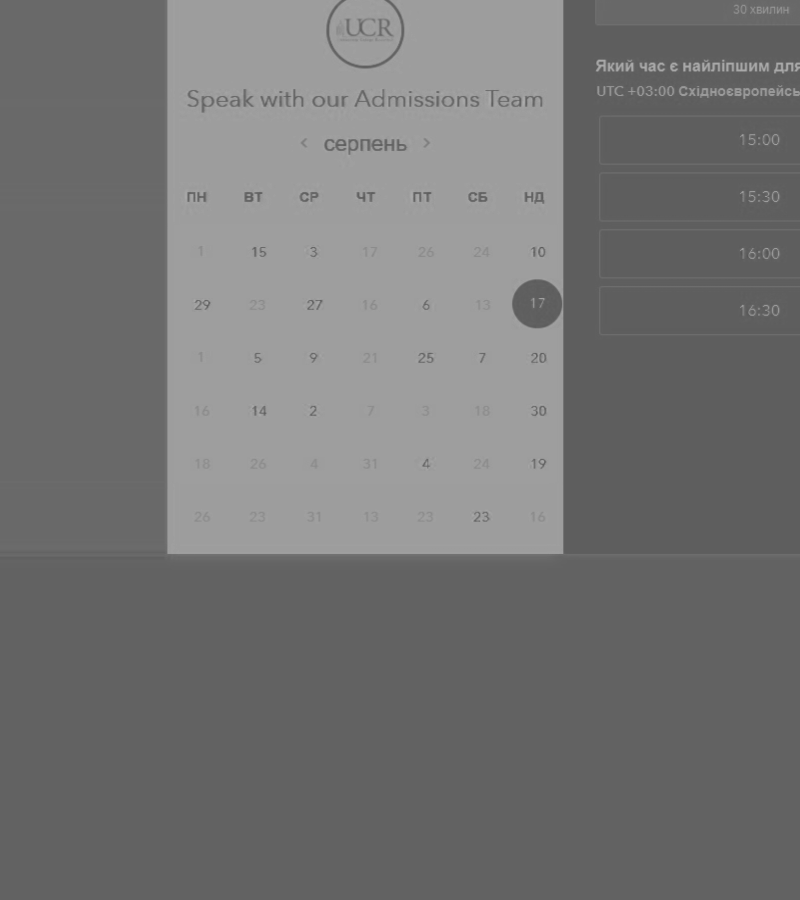 UCR
Speak with our Admissions Team
‹ серпень ›
ПН ВТ СР ЧТ ПТ СБ НД
1 15 3 17 26 24 10
29 23 27 16 6 13 17
1 5 9 21 25 7 20
16 14 2 7 3 18 30
18 26 4 31 4 24 19
26 23 31 13 23 23 16
30 хвилин
Який час є найліпшим для
UTC +03:00 Східноєвропейсь
15:00
15:30
16:00
16:30